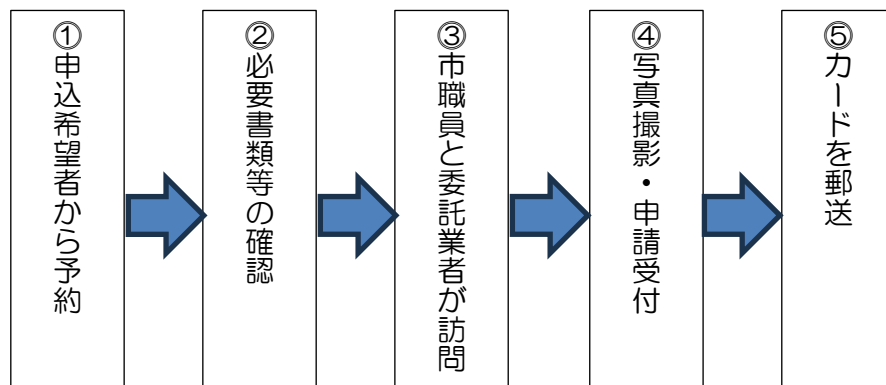 ①申込希望者から予約
②必要書類等の確認
③市職員と委託業者が訪問
④写真撮影・申請受付
⑤カードを郵送